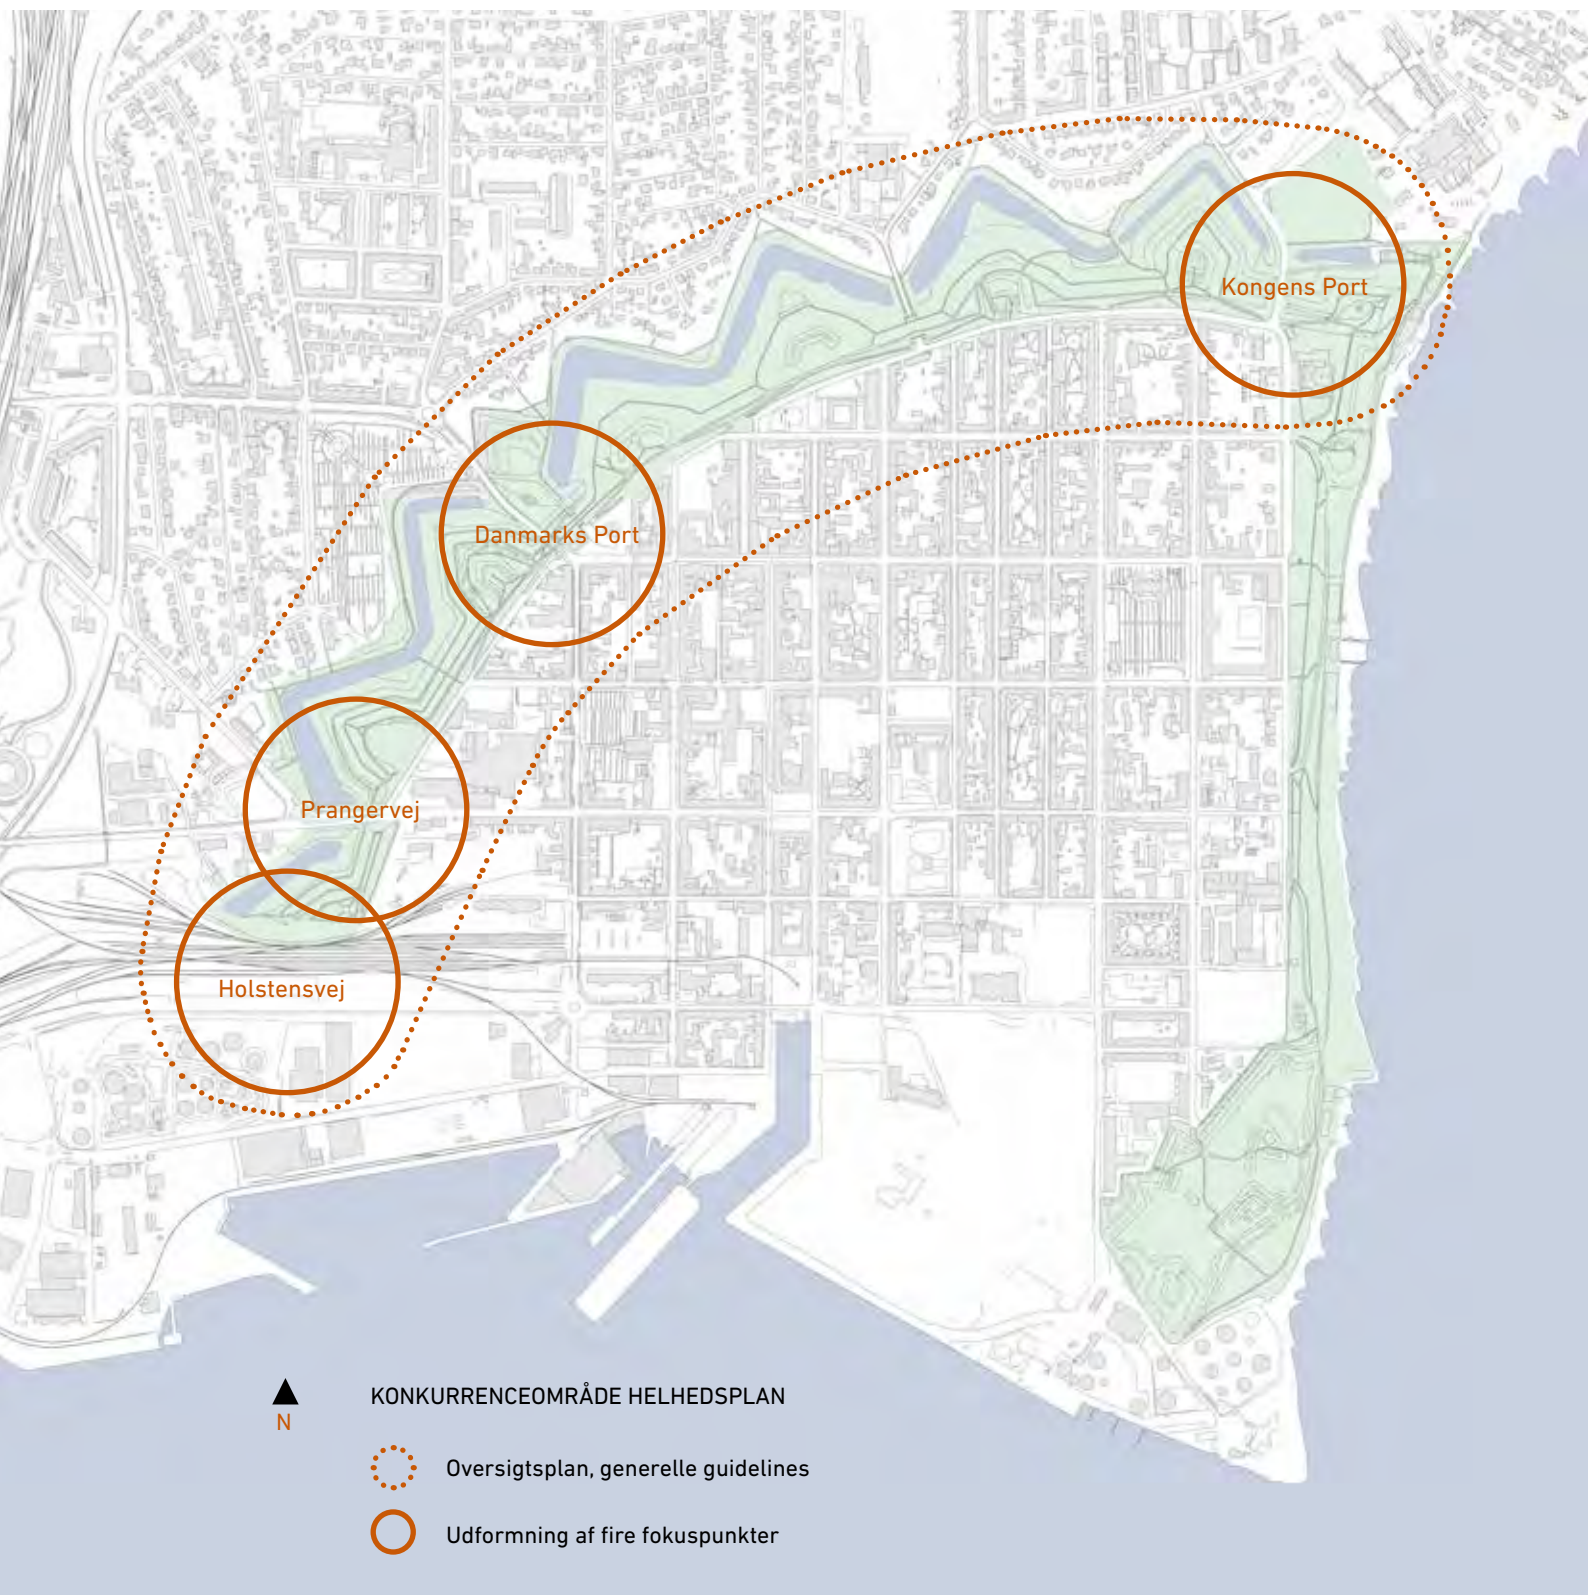 Kongens Port
Danmarks Port
Prangervej
Holstensvej
N
KONKURRENCEOMRÅDE HELHEDSPLAN
Oversigtsplan, generelle guidelines
Udformning af fire fokuspunkter